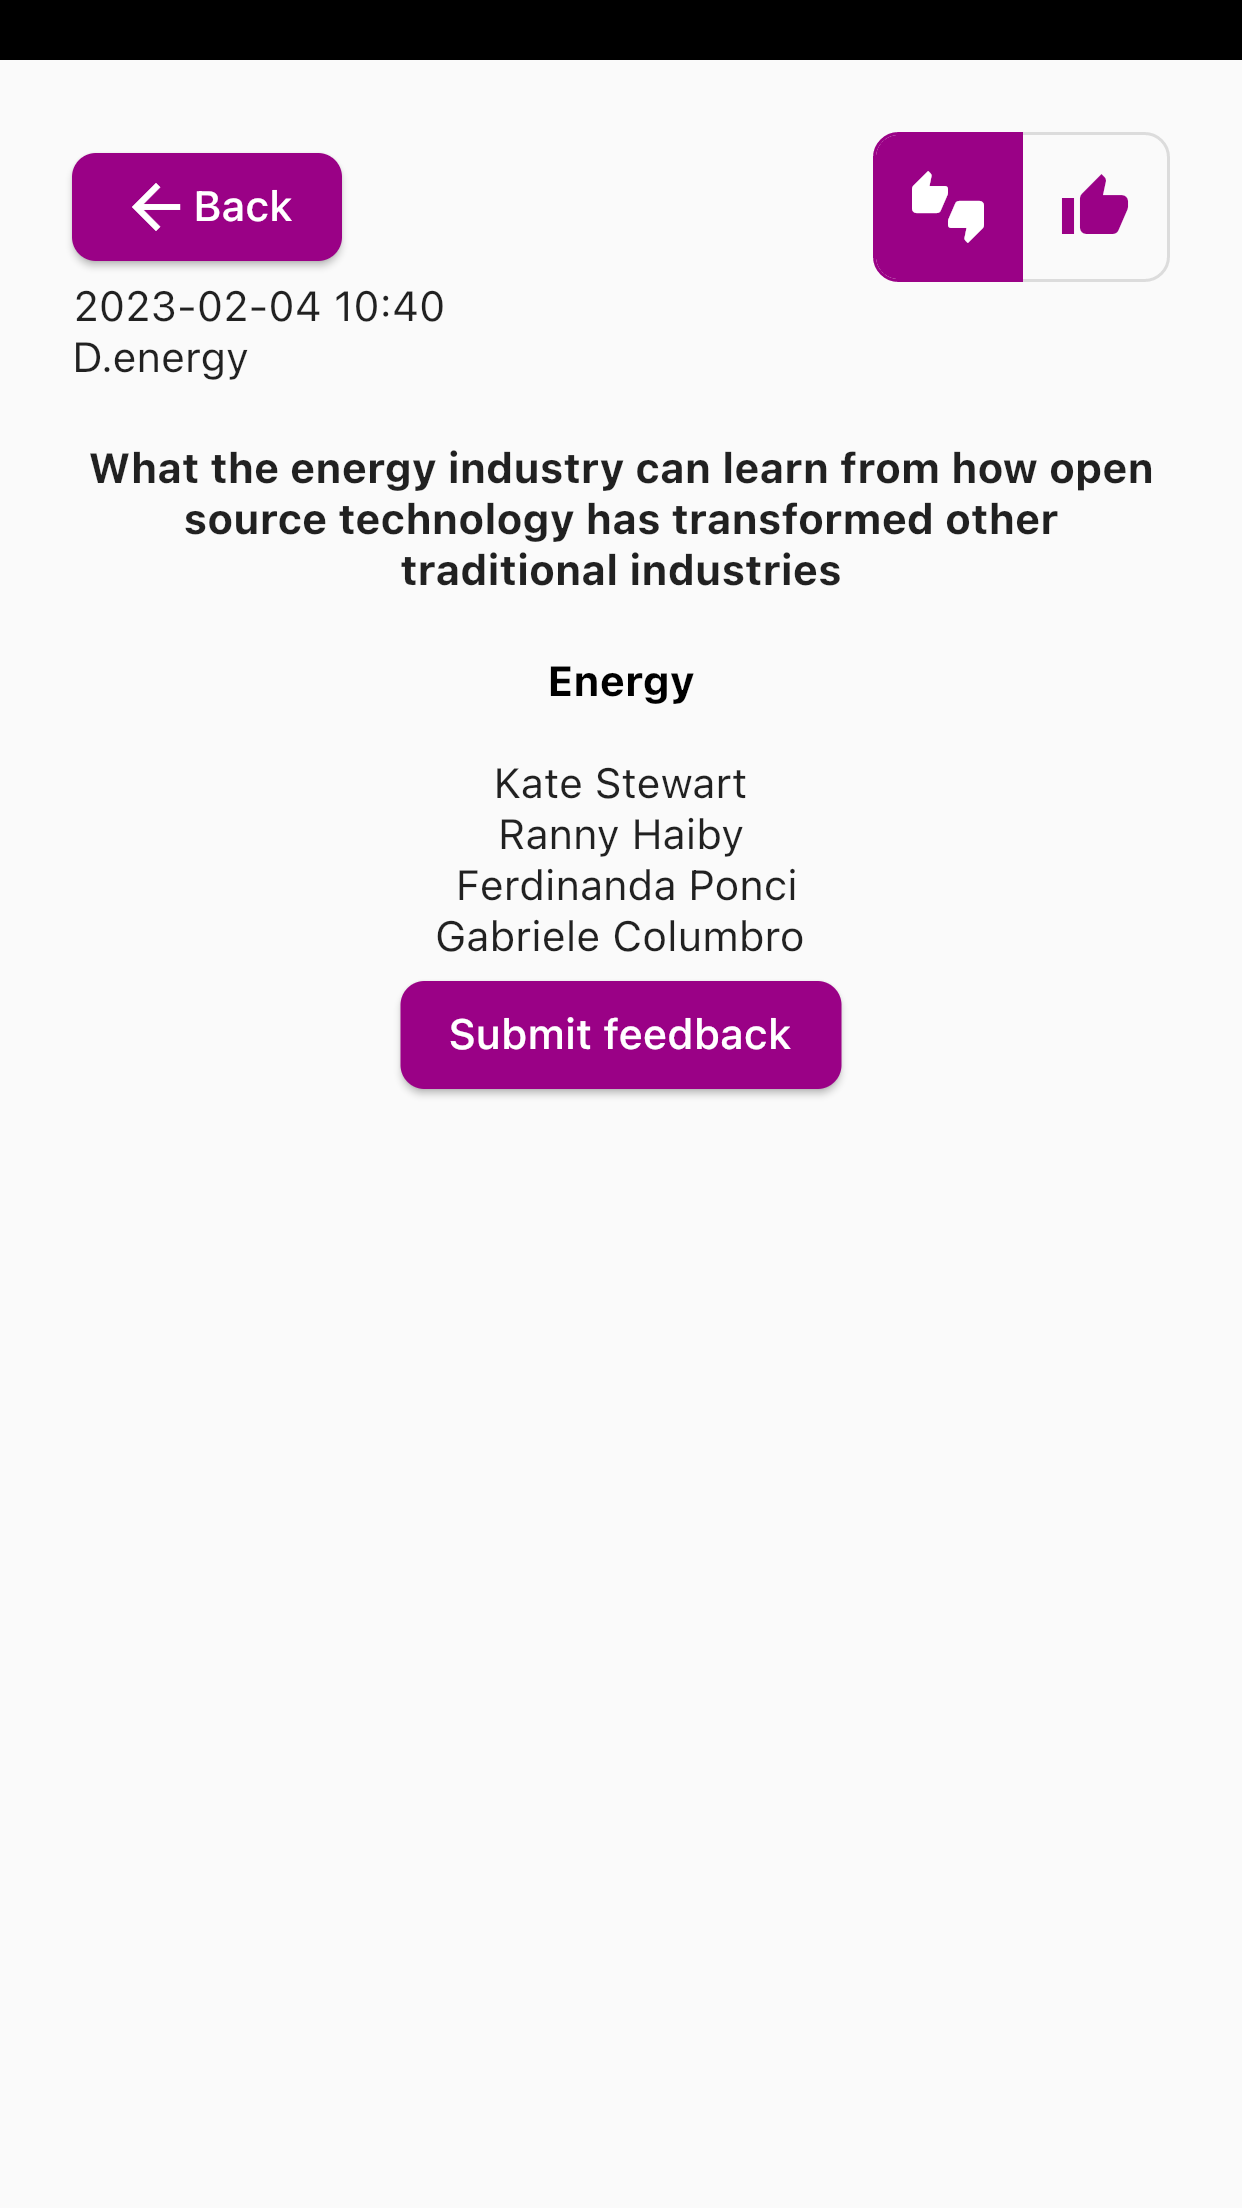 Back
2023-02-04 10:40
D.energy
What the energy industry can learn from how open
source technology has transformed other
traditional industries
Energy
Kate Stewart
Ranny Haiby
Ferdinanda Ponci
Gabriele Columbro
Submit feedback